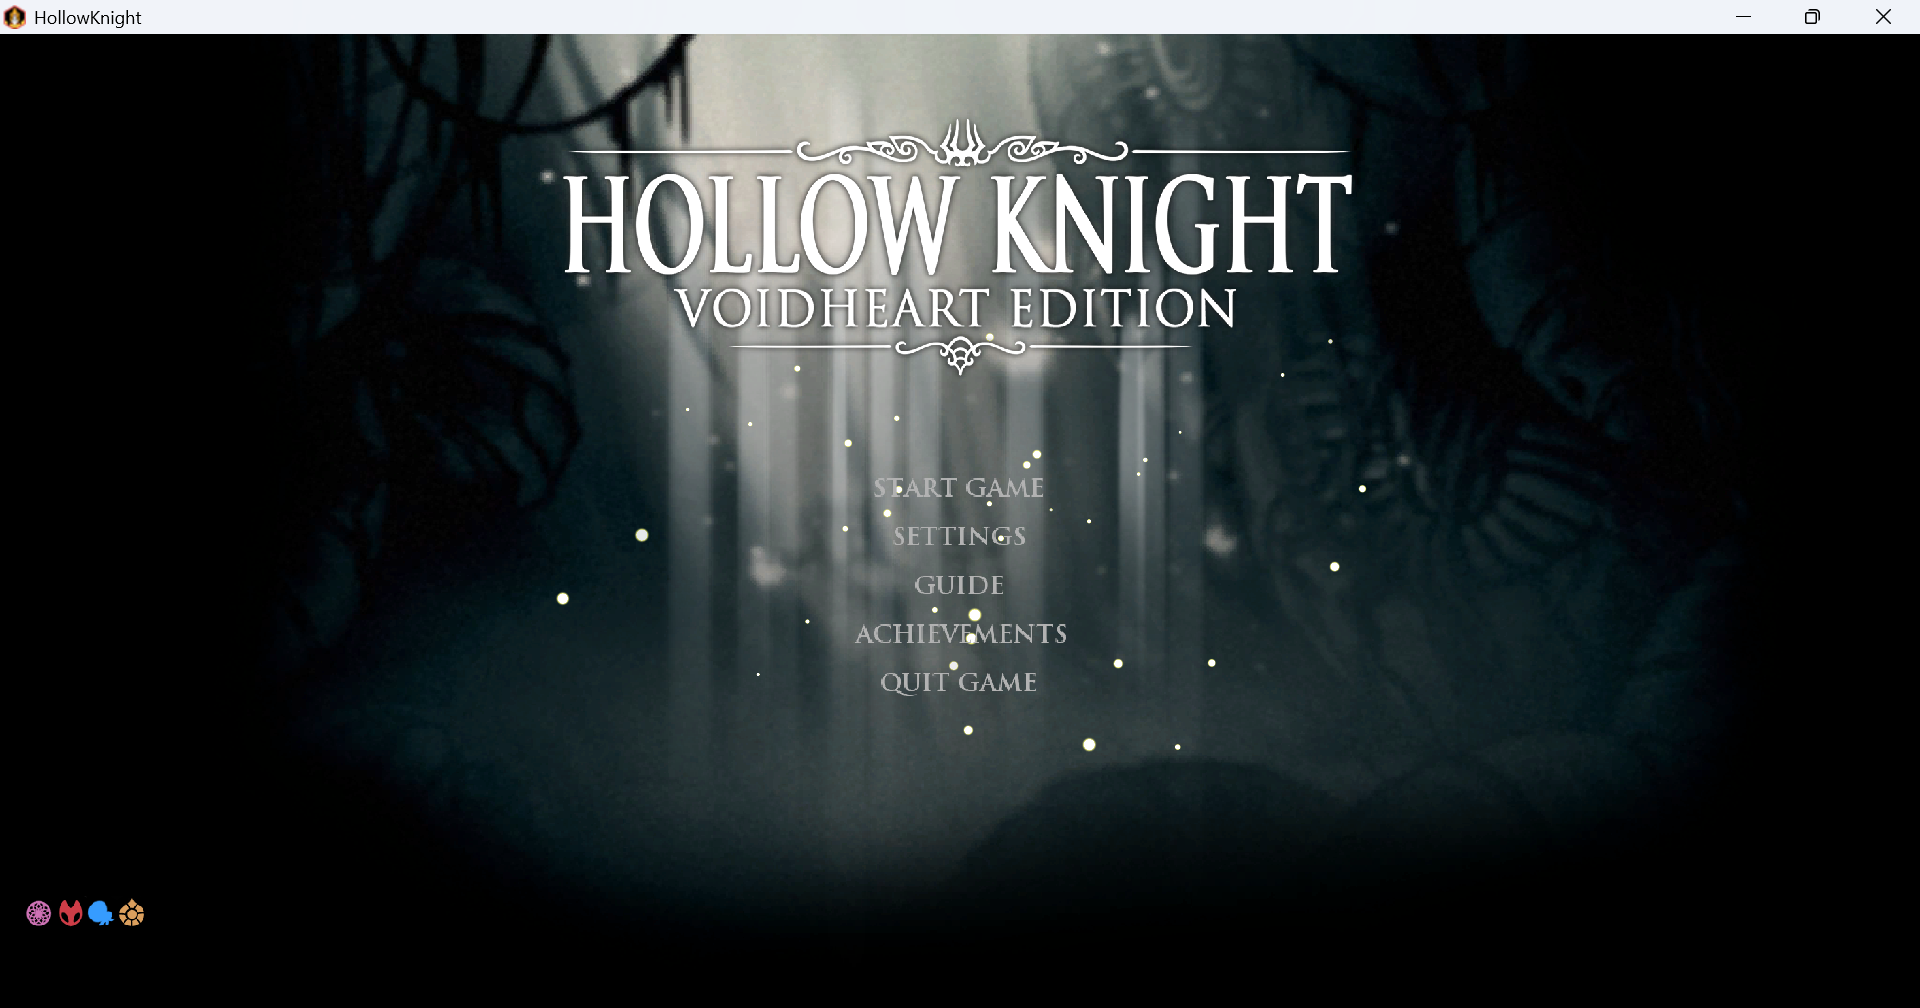 HollowKnight
HOLLOW KNIGHT
VOIDHEART EDITION
START GAME
SETTINGS
GUIDE
ACHIEVEMENTS
QUIT GAME